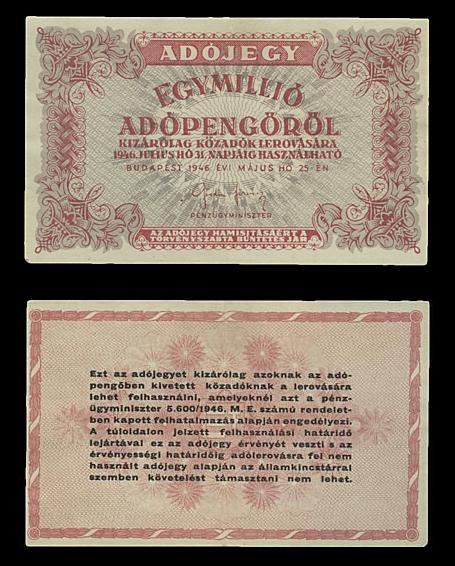 ADÓJEGY
EGYMILLIÓ
ADÓPENGŐRŐL
KIZÁRÓLAG KÖZADÓK LEROVÁSÁRA
1946. JÚLIUS HÓ 31. NAPJÁIG HASZNÁLHATÓ
BUDAPEST 1946. ÉVI MÁJUS HÓ 25-ÉN
PÉNZÜGYMINISZTER
AZ ADÓJEGY HAMISÍTÁSÁÉRT A
TÖRVÉNYSZABTA BÜNTETÉS JÁR
Ezt az adójegyet kizárólag azoknak az adó-
pengőben kivetett közadóknak a lerovására
lehet felhasználni, amelyeknél azt a pénz-
ügyminiszter 5.600/1946. M. E. számú rendelet-
ben kapott felhatalmazás alapján engedélyezi.
A túloldalon jelzett felhasználási határidő
lejártával ez az adójegy érvényét veszti s az
érvényességi határidőig adólerovásra fel nem
használt adójegy alapján az államkincstárral
szemben követelést támasztani nem lehet.